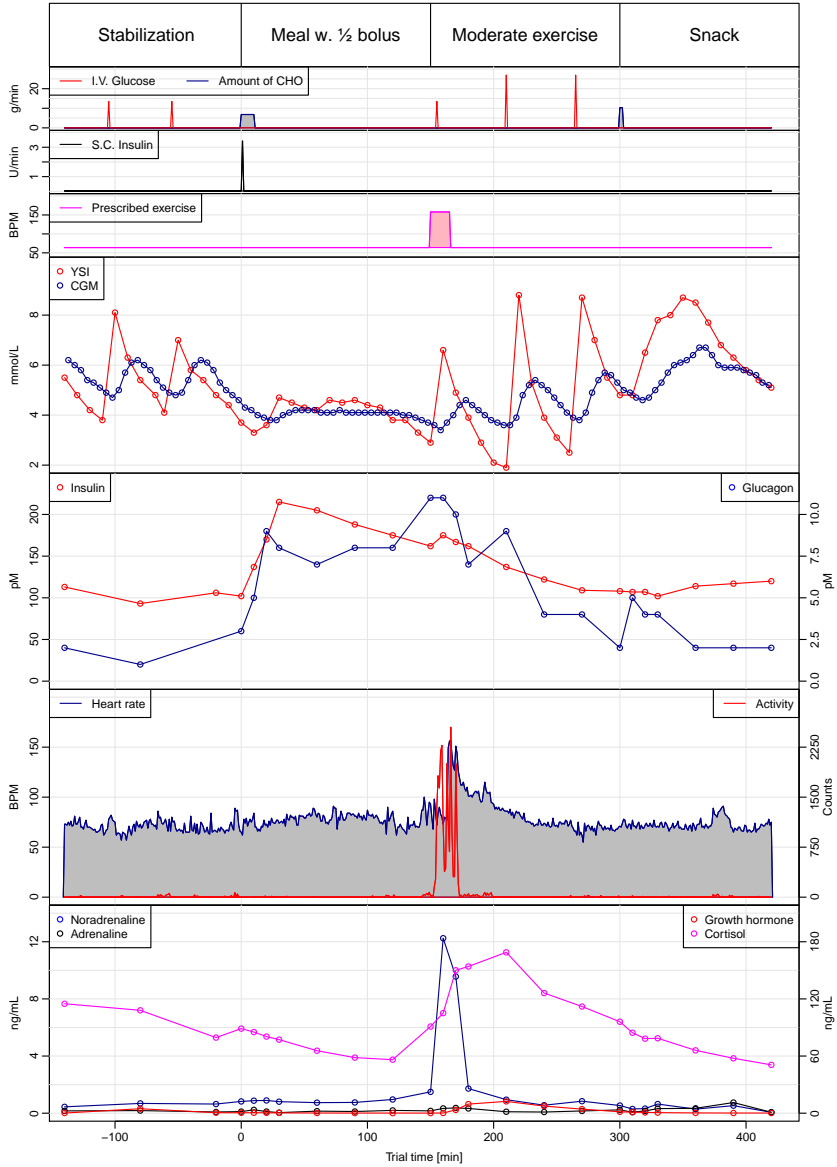 Stabilization Meal w. ½ bolus Moderate exercise Snack
I.V. Glucose Amount of CHO
g/min
0 20
S.C. Insulin
U/min
1 3
Prescribed exercise
BPM
50 150
YSI
CGM
mmol/L
2 4 6 8
Insulin Glucagon
pM
0 50 100 150 200
pM
0.0 2.5 5.0 7.5 10.0
Heart rate Activity
BPM
0 50 100 150
Counts
0 750 1500 2250
Noradrenaline Growth hormone
Adrenaline Cortisol
ng/mL
0 4 8 12
ng/mL
0 60 120 180
−100 0 100 200 300 400
Trial time [min]